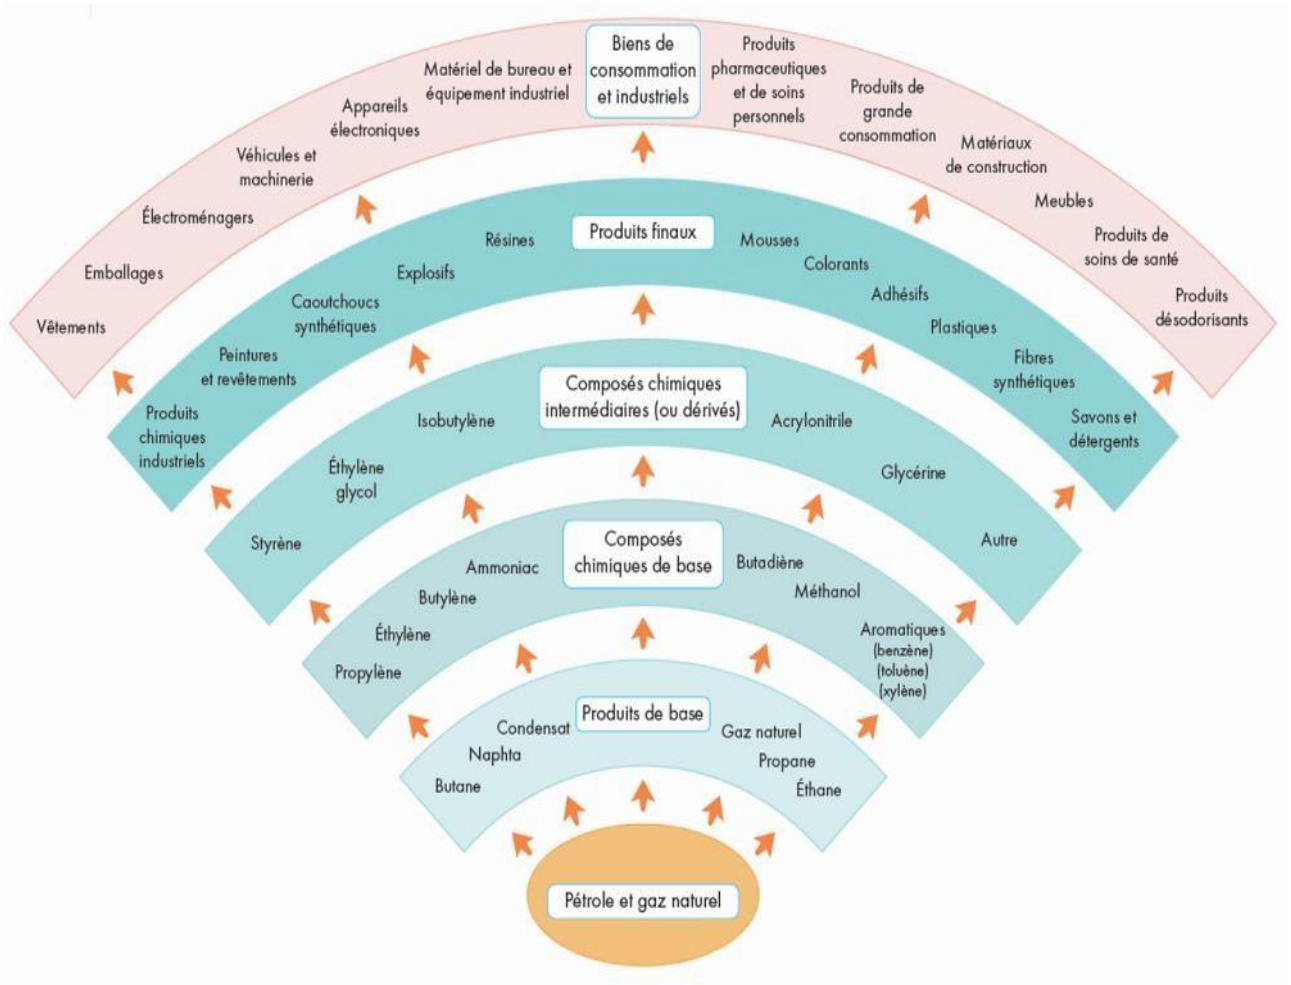 Biens de
consommation
et industriels
Vêtements
Emballages
Électroménagers
Véhicules et
machinerie
Appareils
électroniques
Matériel de bureau et
équipement industriel
Produits
pharmaceutiques
et de soins
personnels
Produits de
grande
consommation
Matériaux
de construction
Meubles
Produits de
soins de santé
Produits
désodorisants
Produits finaux
Produits
chimiques
industriels
Peintures
et revêtements
Caoutchoucs
synthétiques
Explosifs
Résines
Mousses
Colorants
Adhésifs
Plastiques
Fibres
synthétiques
Savons et
détergents
Composés chimiques
intermédiaires (ou dérivés)
Styrène
Éthylène
glycol
Isobutylène
Acrylonitrile
Glycérine
Autre
Composés
chimiques de base
Propylène
Éthylène
Butylène
Ammoniac
Butadiène
Méthanol
Aromatiques
(benzène)
(toluène)
(xylène)
Produits de base
Butane
Naphta
Condensat
Gaz naturel
Propane
Éthane
Pétrole et gaz naturel